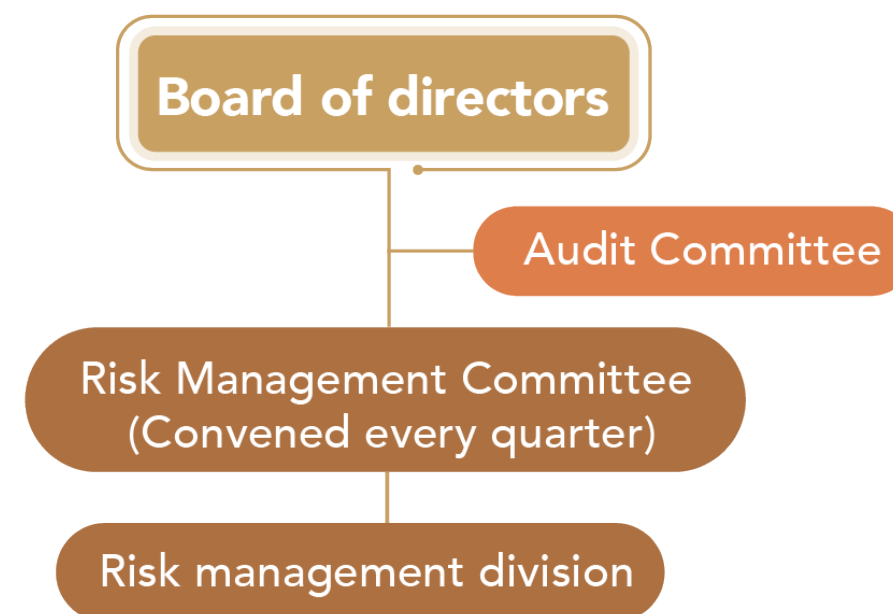 Board of directors
Audit Committee
Risk Management Committee
(Convened every quarter)
Risk management division